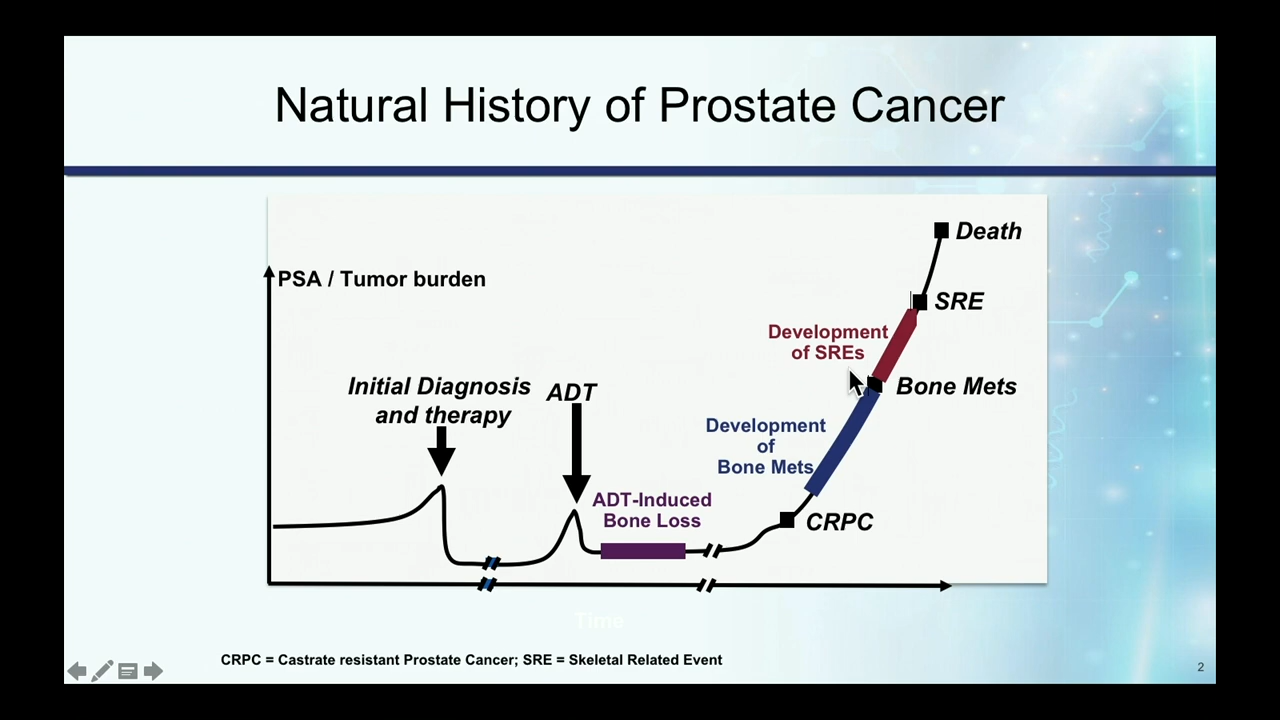 Natural History of Prostate Cancer
Death
PSA / Tumor burden
SRE
Development
of SREs
Initial Diagnosis
and therapy
ADT
Bone Mets
Development
of
Bone Mets
ADT-Induced
Bone Loss
CRPC
Time
CRPC = Castrate resistant Prostate Cancer; SRE = Skeletal Related Event
2